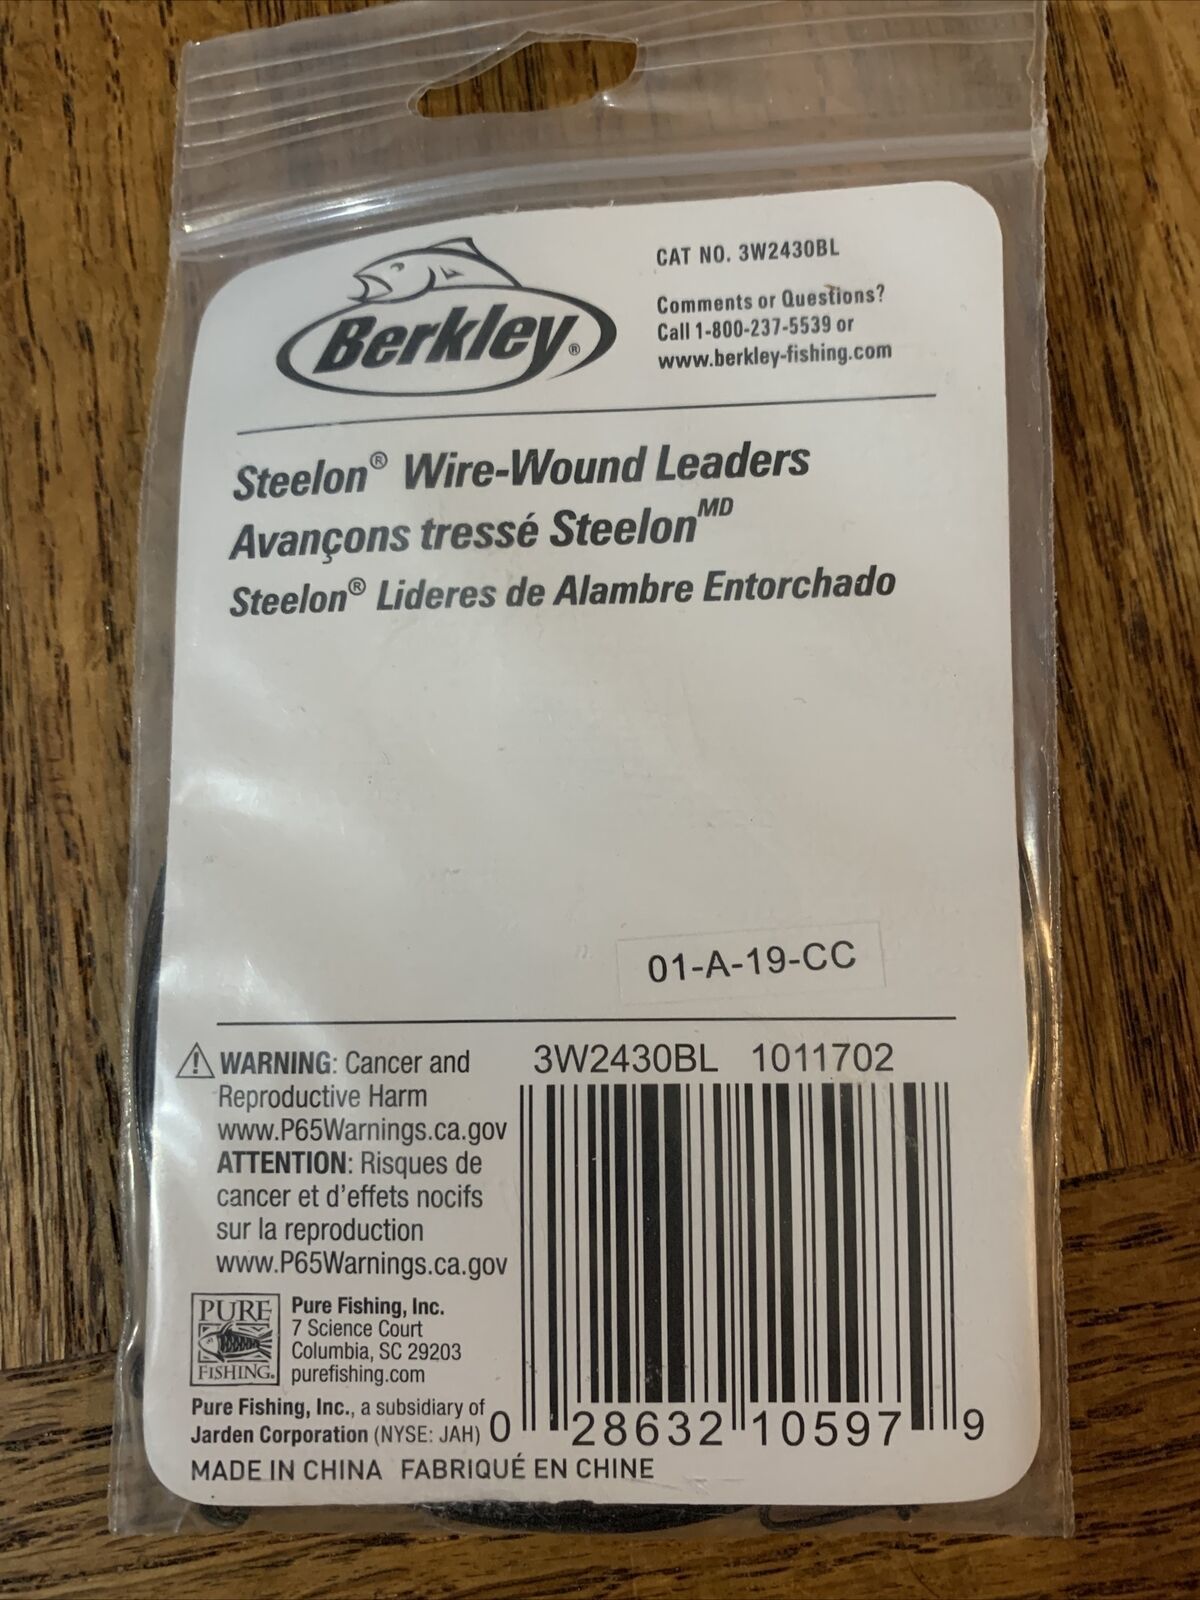 Berkley®
CAT NO. 3W2430BL
Comments or Questions?
Call 1-800-237-5539 or
www.berkley-fishing.com
Steelon® Wire-Wound Leaders
Avançons tressé Steelon MD
Steelon® Lideres de Alambre Entorchado
01-A-19-CC
WARNING: Cancer and
Reproductive Harm
www.P65Warnings.ca.gov
ATTENTION: Risques de
cancer et d'effets nocifs
sur la reproduction
www.P65Warnings.ca.gov
PURE
FISHING®
Pure Fishing, Inc.
7 Science Court
Columbia, SC 29203
purefishing.com
Pure Fishing, Inc., a subsidiary of
Jarden Corporation (NYSE: JAH)
MADE IN CHINA FABRIQUÉ EN CHINE
3W2430BL 1011702
0 28632 10597 9